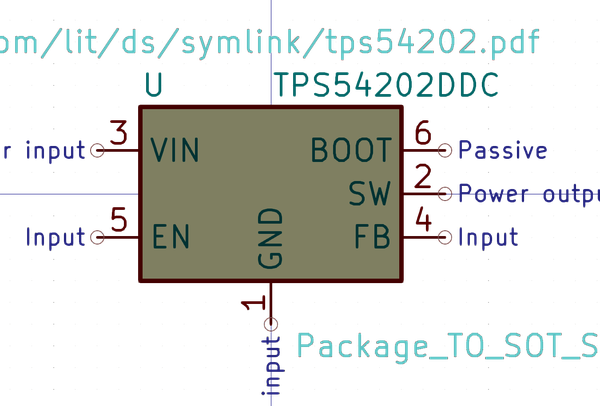 om/lit/ds/symlink/tps54202.pdf
U TPS54202DDC
r input 3 VIN BOOT 6 Passive
SW 2 Power outpu
Input 5 EN GND FB 4 Input
1
input
Package_TO_SOT_S